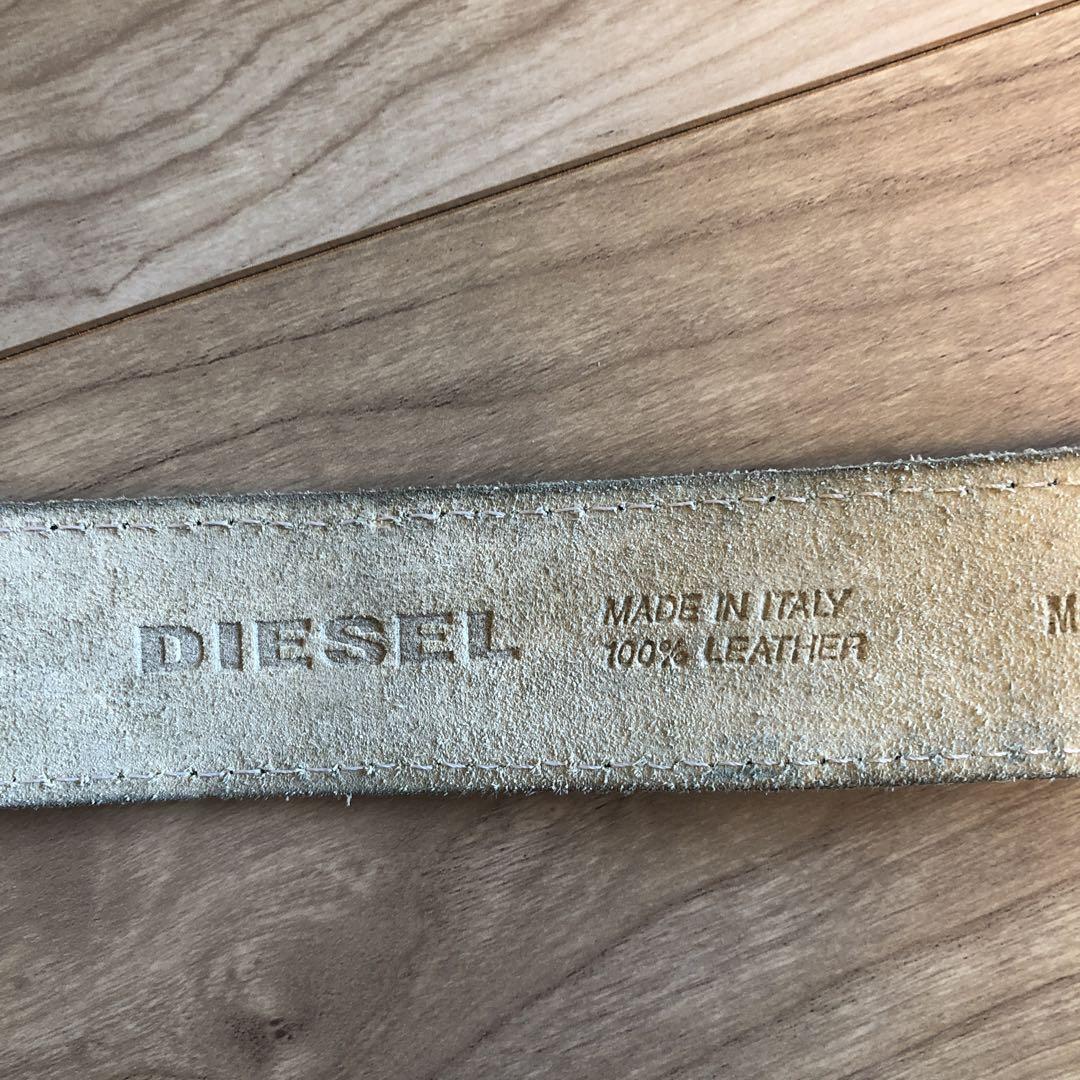 DIESEL
MADE IN ITALY
100% LEATHER
M